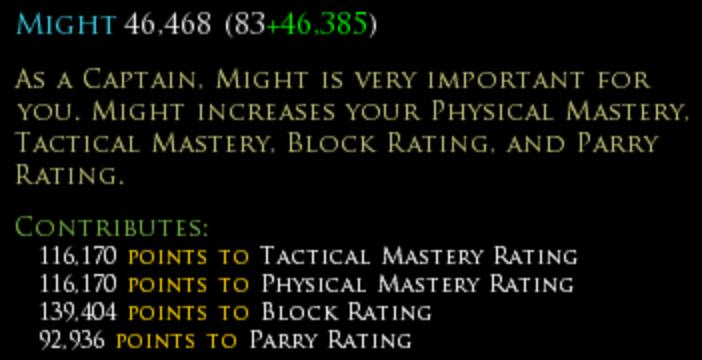 Might 46,468 (83+46,385)
As a Captain, Might is very important for
you. Might increases your Physical Mastery,
Tactical Mastery, Block Rating, and Parry
Rating.
Contributes:
116,170 points to Tactical Mastery Rating
116,170 points to Physical Mastery Rating
139,404 points to Block Rating
92,936 points to Parry Rating